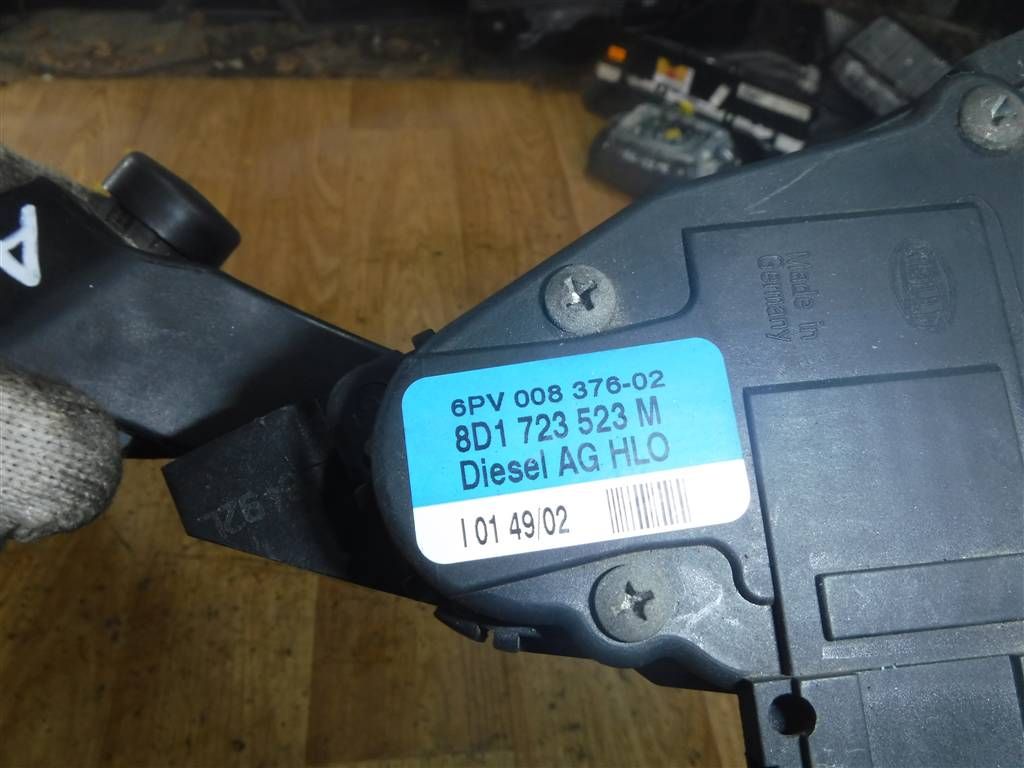 6PV 008 376-02
8D1 723 523 M
Diesel AG HLO
I 01 49/02
Made in
Germany
HELLA